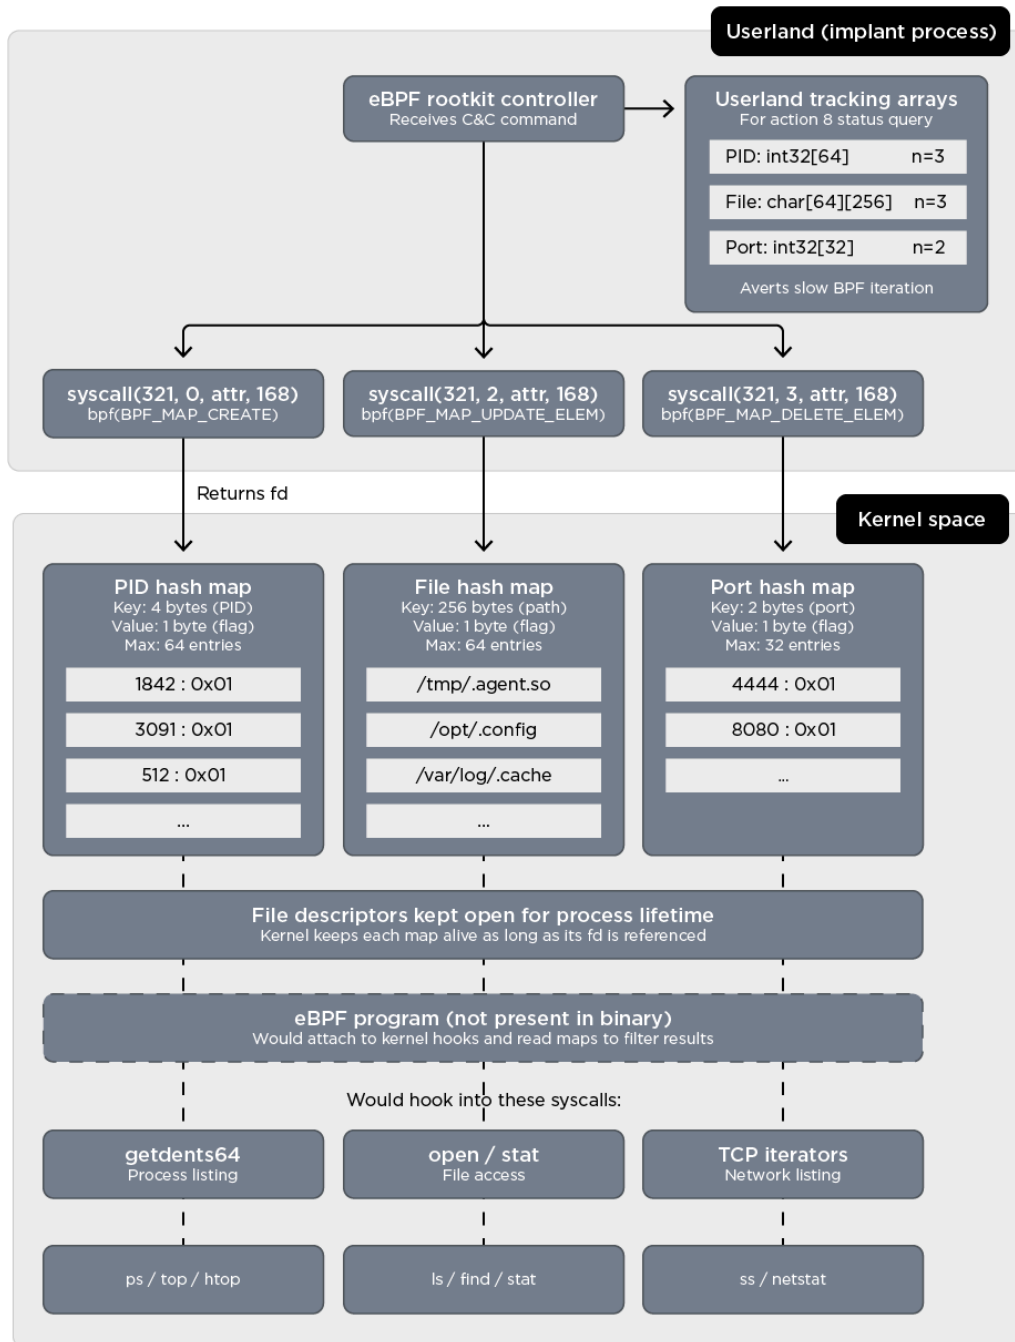 Userland (implant process)
eBPF rootkit controller
Receives C&C command
Userland tracking arrays
For action 8 status query
PID: int32[64] n=3
File: char[64][256] n=3
Port: int32[32] n=2
Averts slow BPF iteration
syscall(321, 0, attr, 168)
bpf(BPF_MAP_CREATE)
syscall(321, 2, attr, 168)
bpf(BPF_MAP_UPDATE_ELEM)
syscall(321, 3, attr, 168)
bpf(BPF_MAP_DELETE_ELEM)
Returns fd
Kernel space
PID hash map
Key: 4 bytes (PID)
Value: 1 byte (flag)
Max: 64 entries
1842 : 0x01
3091 : 0x01
512 : 0x01
...
File hash map
Key: 256 bytes (path)
Value: 1 byte (flag)
Max: 64 entries
/tmp/.agent.so
/opt/.config
/var/log/.cache
...
Port hash map
Key: 2 bytes (port)
Value: 1 byte (flag)
Max: 32 entries
4444 : 0x01
8080 : 0x01
...
File descriptors kept open for process lifetime
Kernel keeps each map alive as long as its fd is referenced
eBPF program (not present in binary)
Would attach to kernel hooks and read maps to filter results
Would hook into these syscalls:
getdents64
Process listing
open / stat
File access
TCP iterators
Network listing
ps / top / htop
ls / find / stat
ss / netstat